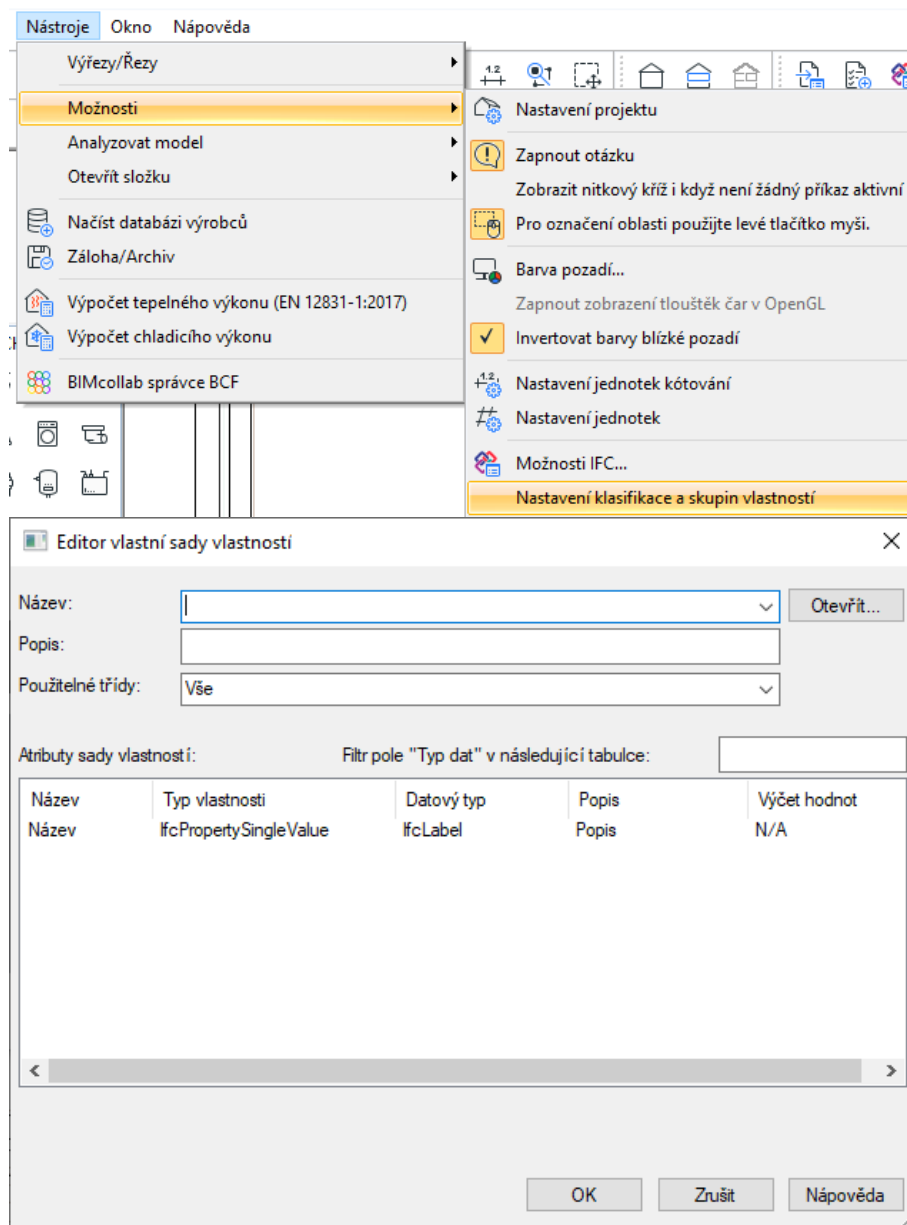 Nástroje Okno Nápověda
Výřezy/Řezy
Možnosti
Analyzovat model
Otevřít složku
Načíst databázi výrobců
Záloha/Archiv
Výpočet tepelného výkonu (EN 12831-1:2017)
Výpočet chladicího výkonu
BIMcollab správce BCF
1.2
Nastavení projektu
Zapnout otázku
Zobrazit nitkový kříž i když není žádný příkaz aktivní
Pro označení oblasti použijte levé tlačítko myši.
Barva pozadí...
Zapnout zobrazení tlouštěk čar v OpenGL
Invertovat barvy blízké pozadí
Nastavení jednotek kótování
Nastavení jednotek
Možnosti IFC...
Nastavení klasifikace a skupin vlastností
Editor vlastní sady vlastností
Název: Otevřít...
Popis:
Použitelné třídy: Vše
Atributy sady vlastností: Filtr pole "Typ dat" v následující tabulce:
Název Typ vlastnosti Datový typ Popis Výčet hodnot
Název IfcPropertySingleValue IfcLabel Popis N/A
OK Zrušit Nápověda